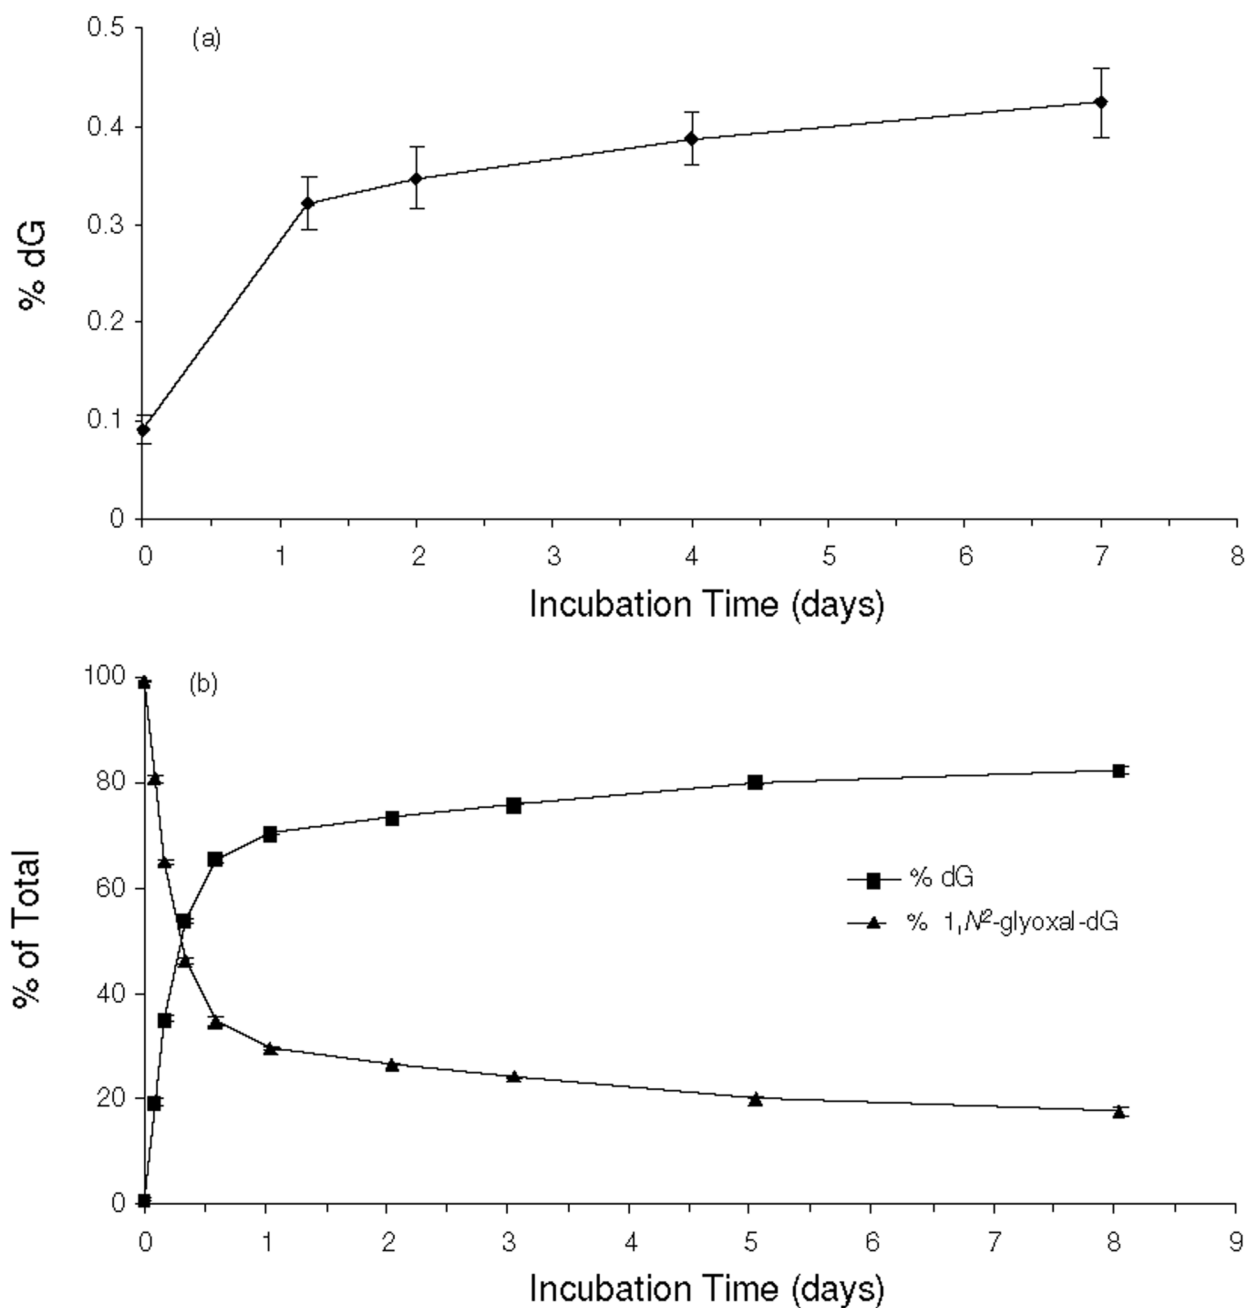 (a)
0.5
0.4
0.3
0.2
0.1
0
% dG
0 1 2 3 4 5 6 7 8
Incubation Time (days)
(b)
100
80
60
40
20
0
% of Total
% dG
% 1,N²-glyoxal-dG
0 1 2 3 4 5 6 7 8 9
Incubation Time (days)